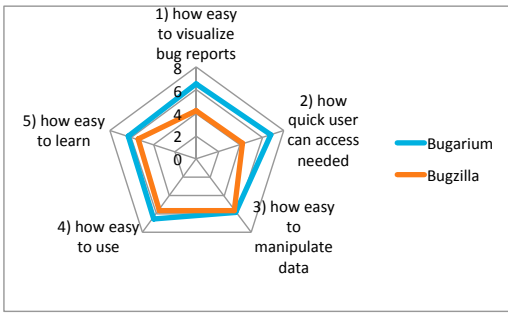 1) how easy
to visualize
bug reports
8
6
4
2
0
2) how
quick user
can access
needed
3) how easy
to
manipulate
data
4) how easy
to use
5) how easy
to learn
Bugarium
Bugzilla